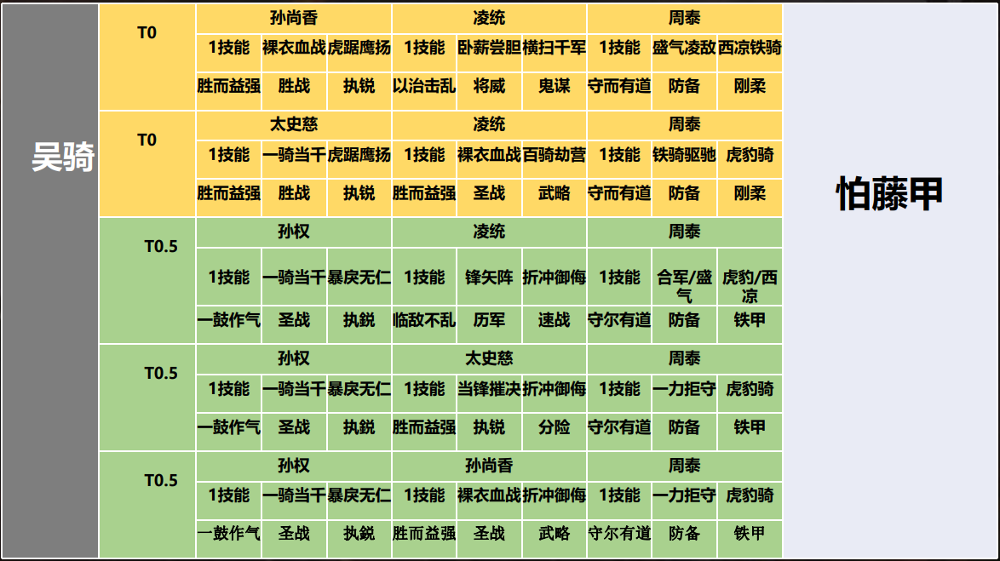 吴骑
T0
孙尚香 凌统 周泰
1技能 裸衣血战 虎踞鹰扬 1技能 卧薪尝胆 横扫千军 1技能 盛气凌敌 西凉铁骑
胜而益强 胜战 执锐 以治击乱 将威 鬼谋 守而有道 防备 刚柔
T0
太史慈 凌统 周泰
1技能 一骑当千 虎踞鹰扬 1技能 裸衣血战 百骑劫营 1技能 铁骑驱驰 虎豹骑
胜而益强 胜战 执锐 胜而益强 圣战 武略 守而有道 防备 刚柔
T0.5
孙权 凌统 周泰
1技能 一骑当千 暴戾无仁 1技能 锋矢阵 折冲御侮 1技能 合军/盛 虎豹/西
气 凉
一鼓作气 圣战 执鋭 临敌不乱 历军 速战 守尔有道 防备 铁甲
T0.5
孙权 太史慈 周泰
1技能 一骑当千 暴戾无仁 1技能 当锋摧决 折冲御侮 1技能 一力拒守 虎豹骑
一鼓作气 圣战 执鋭 胜而益强 执锐 分险 守尔有道 防备 铁甲
T0.5
孙权 孙尚香 周泰
1技能 一骑当千 暴戾无仁 1技能 裸衣血战 折冲御侮 1技能 一力拒守 虎豹骑
一鼓作气 圣战 执鋭 胜而益强 圣战 武略 守尔有道 防备 铁甲
怕藤甲